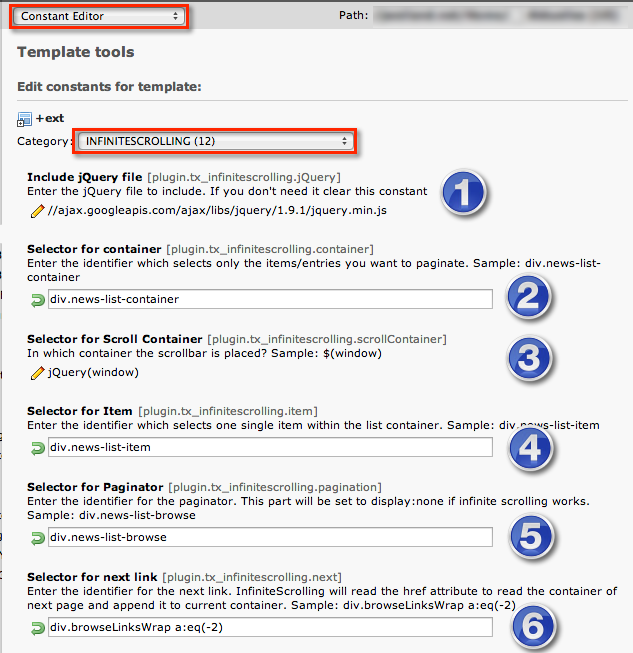 Constant Editor
Path:
Template tools
Edit constants for template:
+ext
Category: INFINITESCROLLING (12)
Include jQuery file [plugin.tx_infinitescrolling.jQuery]
Enter the jQuery file to include. If you don't need it clear this constant
1
//ajax.googleapis.com/ajax/libs/jquery/1.9.1/jquery.min.js
Selector for container [plugin.tx_infinitescrolling.container]
Enter the identifier which selects only the items/entries you want to paginate. Sample: div.news-list-
container
div.news-list-container
2
Selector for Scroll Container [plugin.tx_infinitescrolling.scrollContainer]
In which container the scrollbar is placed? Sample: $(window)
3
jQuery(window)
Selector for Item [plugin.tx_infinitescrolling.item]
Enter the identifier which selects one single item within the list container. Sample: div.news-list-item
div.news-list-item
4
Selector for Paginator [plugin.tx_infinitescrolling.pagination]
Enter the identifier for the paginator. This part will be set to display:none if infinite scrolling works.
Sample: div.news-list-browse
div.news-list-browse
5
Selector for next link [plugin.tx_infinitescrolling.next]
Enter the identifier for the next link. InfiniteScrolling will read the href attribute to read the container of
next page and append it to current container. Sample: div.browseLinksWrap a:eq(-2)
div.browseLinksWrap a:eq(-2)
6